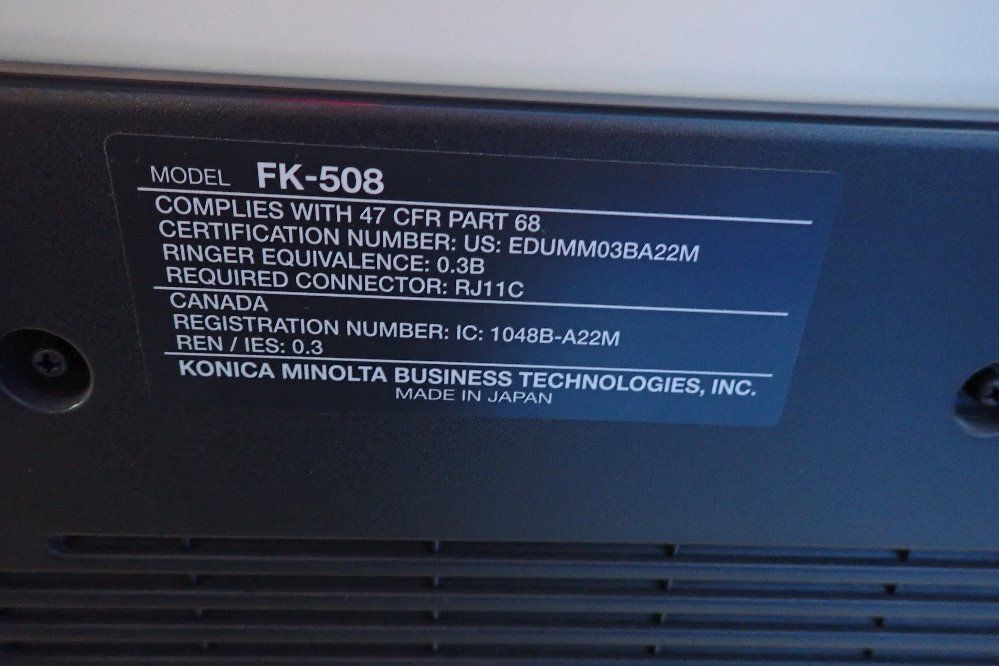 MODEL FK-508
COMPLIES WITH 47 CFR PART 68
CERTIFICATION NUMBER: US: EDUMM03BA22M
RINGER EQUIVALENCE: 0.3B
REQUIRED CONNECTOR: RJ11C
CANADA
REGISTRATION NUMBER: IC: 1048B-A22M
REN / IES: 0.3
KONICA MINOLTA BUSINESS TECHNOLOGIES, INC.
MADE IN JAPAN